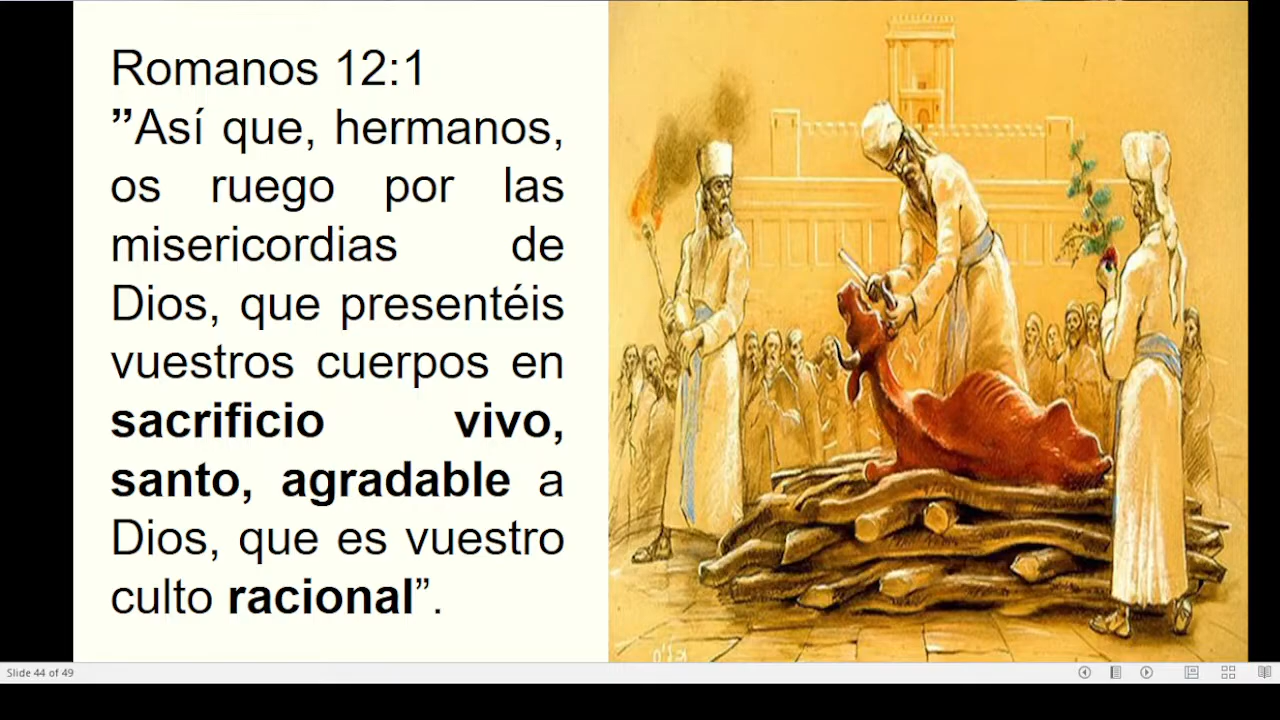 Romanos 12:1
”Así que, hermanos,
os ruego por las
misericordias de
Dios, que presentéis
vuestros cuerpos en
sacrificio vivo,
santo, agradable a
Dios, que es vuestro
culto racional”.
Slide 44 of 49